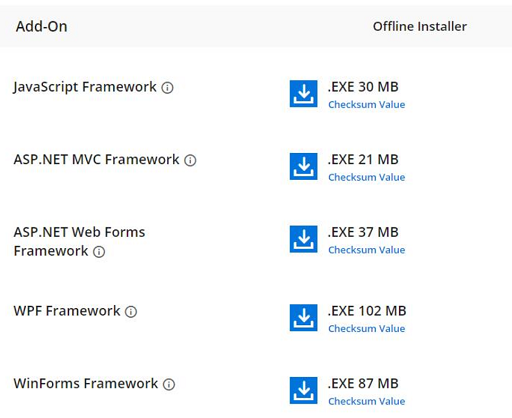 Add-On Offline Installer
JavaScript Framework .EXE 30 MB
Checksum Value
ASP.NET MVC Framework .EXE 21 MB
Checksum Value
ASP.NET Web Forms .EXE 37 MB
Framework Checksum Value
WPF Framework .EXE 102 MB
Checksum Value
WinForms Framework .EXE 87 MB
Checksum Value